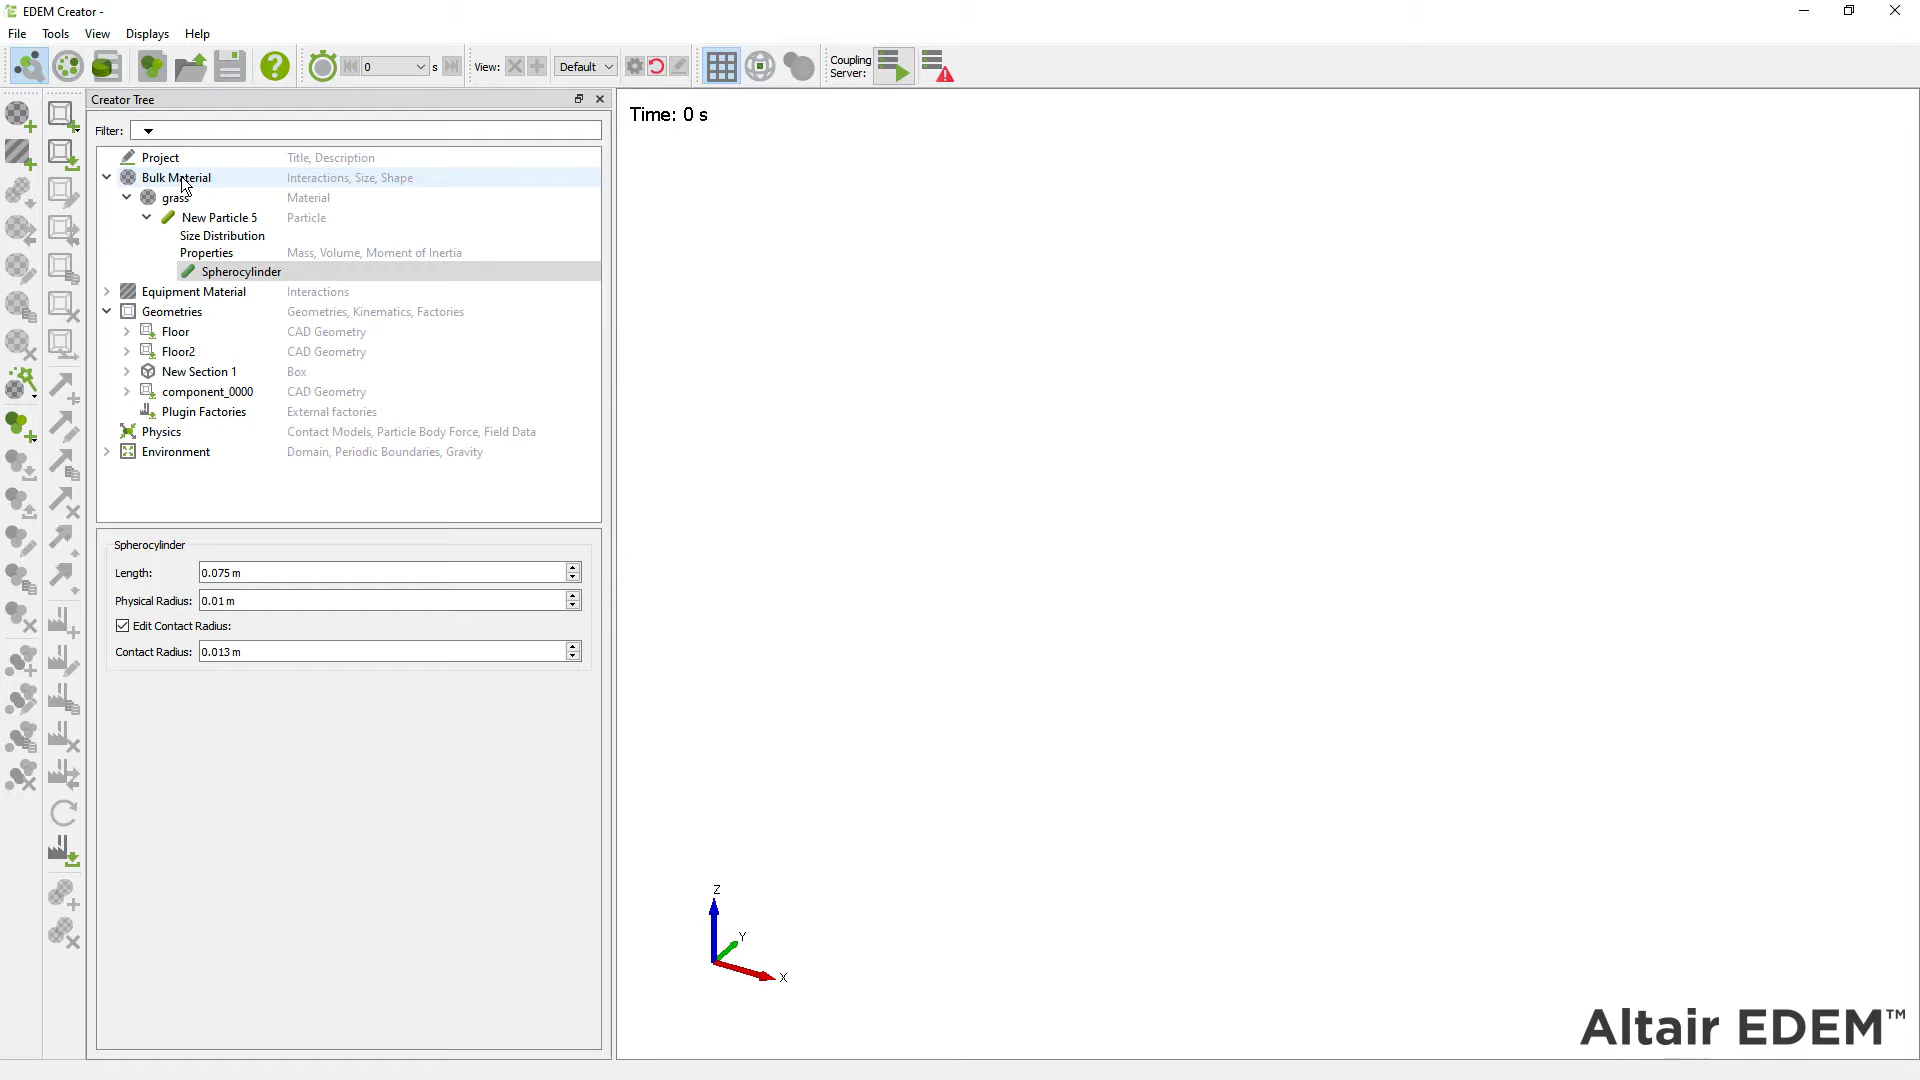 EDEM Creator -
File Tools View Displays Help
0 s View: Default Coupling Server:
Creator Tree
Filter:
Time: 0 s
Project Title, Description
Bulk Material Interactions, Size, Shape
grass Material
New Particle 5 Particle
Size Distribution
Properties Mass, Volume, Moment of Inertia
Spherocylinder
Equipment Material Interactions
Geometries Geometries, Kinematics, Factories
Floor CAD Geometry
Floor2 CAD Geometry
New Section 1 Box
component_0000 CAD Geometry
Plugin Factories External factories
Physics Contact Models, Particle Body Force, Field Data
Environment Domain, Periodic Boundaries, Gravity
Spherocylinder
Length: 0.075 m
Physical Radius: 0.01 m
Edit Contact Radius:
Contact Radius: 0.013 m
Z
Y
X
Altair EDEM™